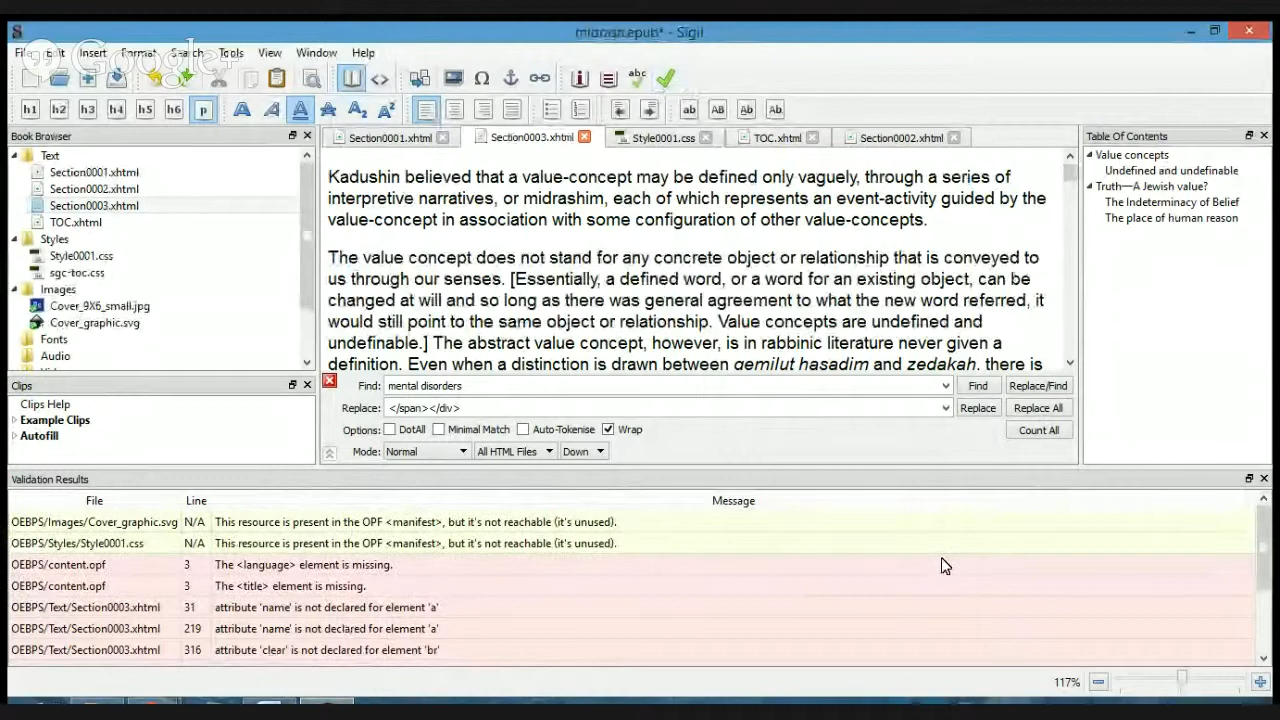 midrash.epub* - Sigil
File Edit Insert Format Search Tools View Window Help
Google+
h1 h2 h3 h4 h5 h6 p
Book Browser
Text
Section0001.xhtml
Section0002.xhtml
Section0003.xhtml
TOC.xhtml
Styles
Style0001.css
sgc-toc.css
Images
Cover_9X6_small.jpg
Cover_graphic.svg
Fonts
Audio
Clips
Clips Help
Example Clips
Autofill
Section0001.xhtml Section0003.xhtml Style0001.css TOC.xhtml Section0002.xhtml
Kadushin believed that a value-concept may be defined only vaguely, through a series of
interpretive narratives, or midrashim, each of which represents an event-activity guided by the
value-concept in association with some configuration of other value-concepts.
The value concept does not stand for any concrete object or relationship that is conveyed to
us through our senses. [Essentially, a defined word, or a word for an existing object, can be
changed at will and so long as there was general agreement to what the new word referred, it
would still point to the same object or relationship. Value concepts are undefined and
undefinable.] The abstract value concept, however, is in rabbinic literature never given a
definition. Even when a distinction is drawn between gemilut hasadim and zedakah, there is
Find: mental disorders Find Replace/Find
Replace: </span></div> Replace Replace All
Options: DotAll Minimal Match Auto-Tokenise Wrap Count All
Mode: Normal All HTML Files Down
Table Of Contents
Value concepts
Undefined and undefinable
Truth—A Jewish value?
The Indeterminacy of Belief
The place of human reason
Validation Results
File Line Message
OEBPS/Images/Cover_graphic.svg N/A This resource is present in the OPF <manifest>, but it's not reachable (it's unused).
OEBPS/Styles/Style0001.css N/A This resource is present in the OPF <manifest>, but it's not reachable (it's unused).
OEBPS/content.opf 3 The <language> element is missing.
OEBPS/content.opf 3 The <title> element is missing.
OEBPS/Text/Section0003.xhtml 31 attribute 'name' is not declared for element 'a'
OEBPS/Text/Section0003.xhtml 219 attribute 'name' is not declared for element 'a'
OEBPS/Text/Section0003.xhtml 316 attribute 'clear' is not declared for element 'br'
117%